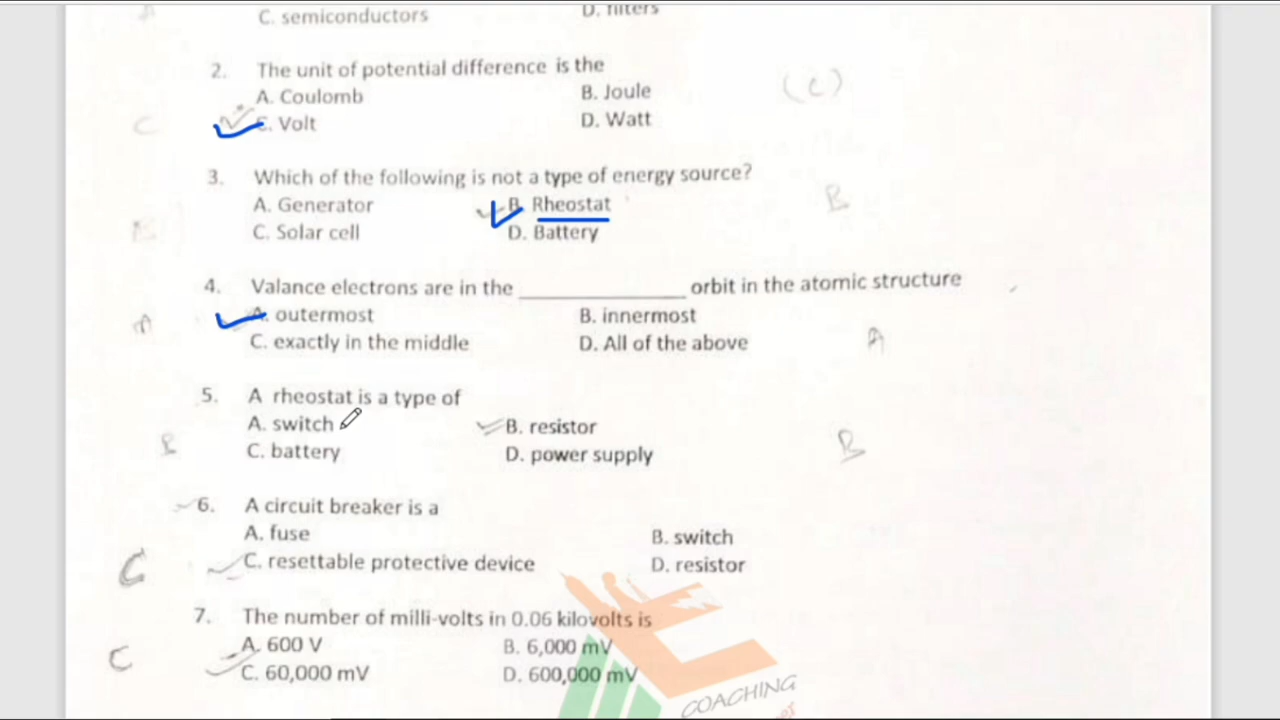 C. semiconductors D. filters
2. The unit of potential difference is the
A. Coulomb B. Joule (C)
C C. Volt D. Watt
3. Which of the following is not a type of energy source?
A. Generator B. Rheostat B
B C. Solar cell D. Battery
4. Valance electrons are in the ____________ orbit in the atomic structure
A A. outermost B. innermost
C. exactly in the middle D. All of the above A
5. A rheostat is a type of
A. switch B. resistor
B C. battery D. power supply B
6. A circuit breaker is a
A. fuse B. switch
C C. resettable protective device D. resistor
7. The number of milli-volts in 0.06 kilovolts is
A. 600 V B. 6,000 mV
C C. 60,000 mV D. 600,000 mV
COACHING